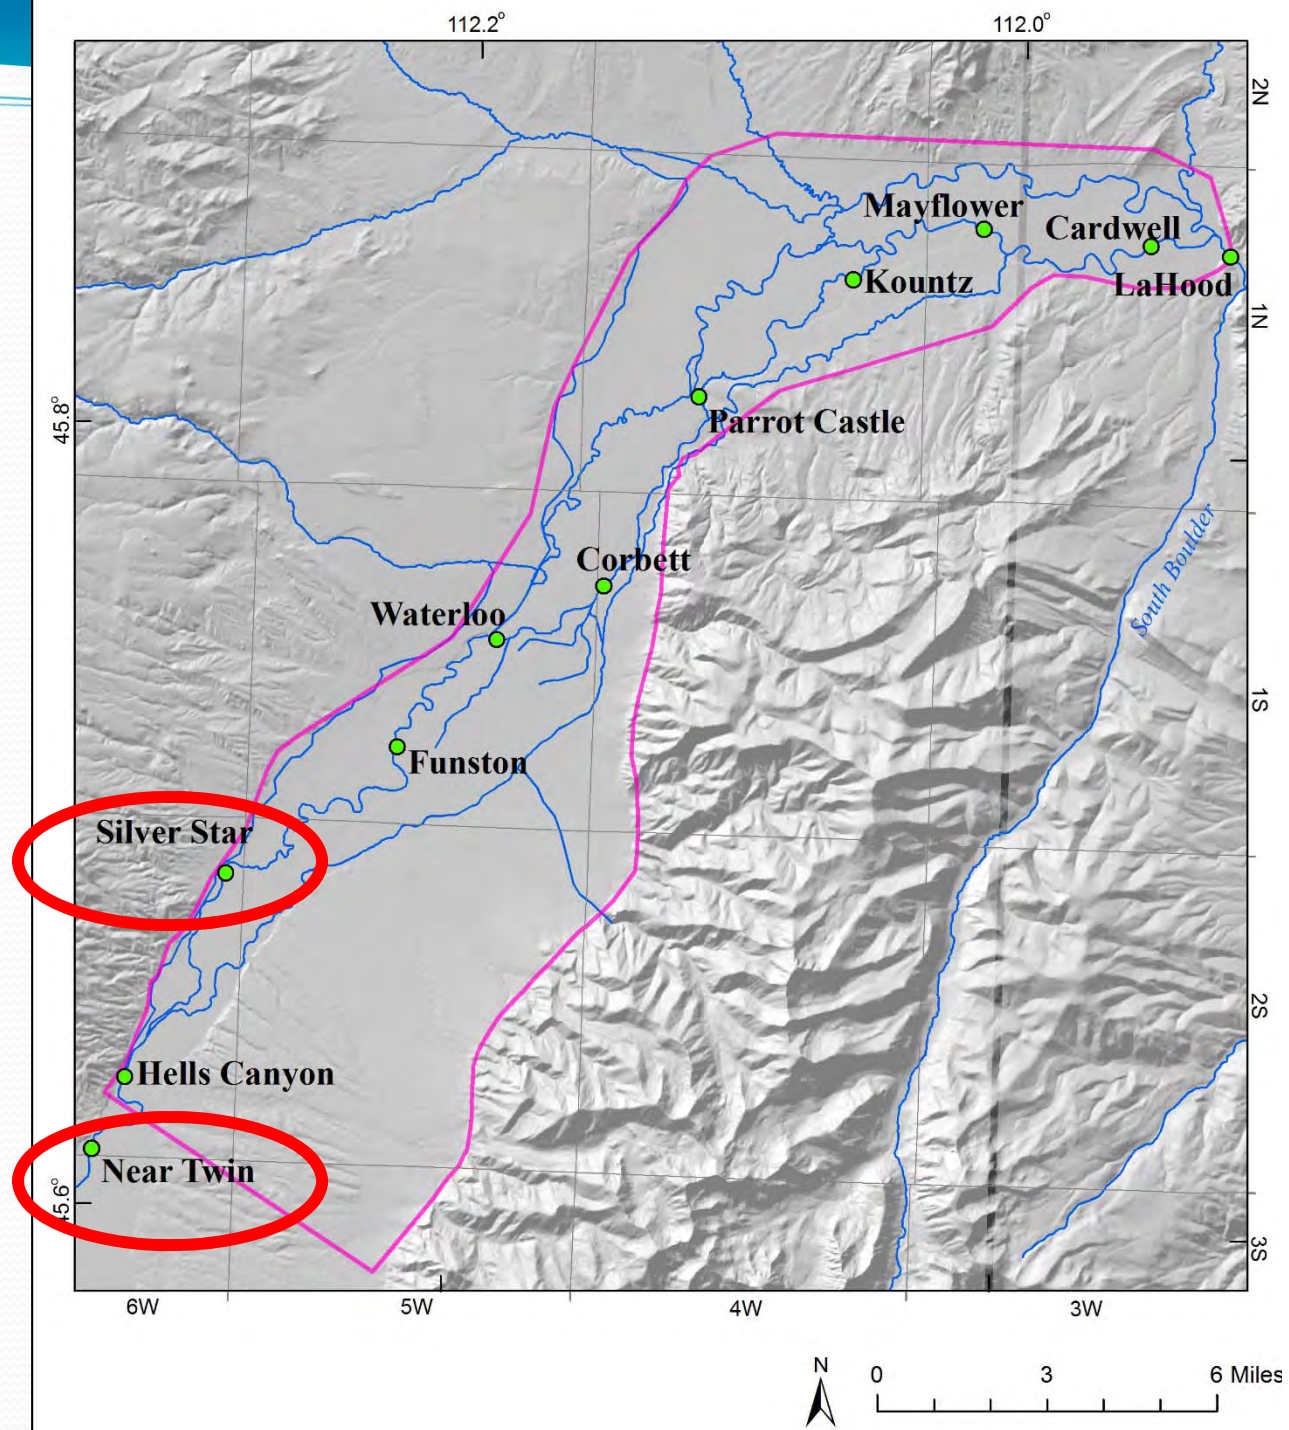 112.2°
112.0°
2N
Mayflower
Cardwell
Kountz
LaHood
1N
45.8°
Parrot Castle
South Boulder
Corbett
Waterloo
1S
Funston
Silver Star
2S
Hells Canyon
Near Twin
45.6°
3S
6W 5W 4W 3W
N
0 3 6 Miles